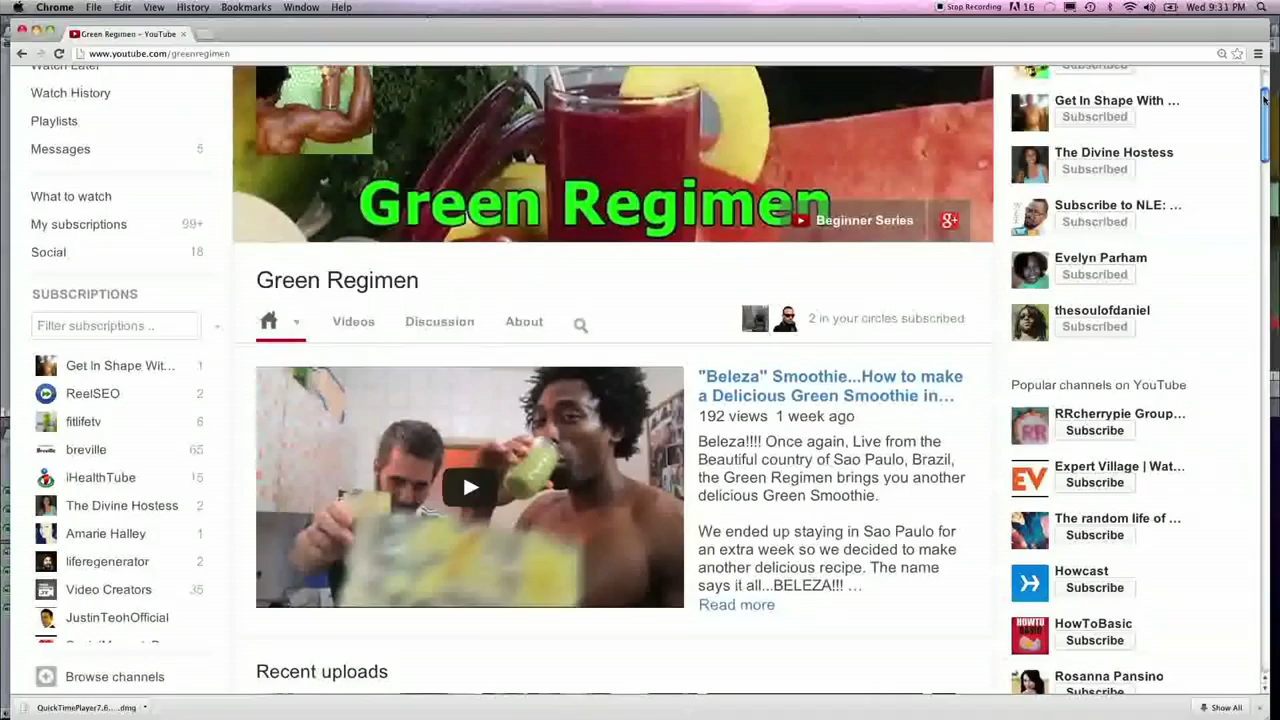 Chrome File Edit View History Bookmarks Window Help
Stop Recording 16 Wed 9:31 PM
Green Regimen - YouTube
www.youtube.com/greenregimen
Watch Later
Watch History
Playlists
Messages 5
What to watch
My subscriptions 99+
Social 18
SUBSCRIPTIONS
Filter subscriptions ..
Get In Shape Wit... 1
ReelSEO 2
fitlifetv 6
breville 65
iHealthTube 15
The Divine Hostess 2
Amarie Halley 1
liferegenerator 2
Video Creators 35
JustinTeohOfficial
Browse channels
Green Regimen
Beginner Series
g+
Green Regimen
Videos Discussion About
2 in your circles subscribed
"Beleza" Smoothie...How to make
a Delicious Green Smoothie in...
192 views 1 week ago
Beleza!!!! Once again, Live from the
Beautiful country of Sao Paulo, Brazil,
the Green Regimen brings you another
delicious Green Smoothie.
We ended up staying in Sao Paulo for
an extra week so we decided to make
another delicious recipe. The name
says it all...BELEZA!!! ...
Read more
Recent uploads
Subscribed
Get In Shape With ...
Subscribed
The Divine Hostess
Subscribed
Subscribe to NLE: ...
Subscribed
Evelyn Parham
Subscribed
thesoulofdaniel
Subscribed
Popular channels on YouTube
RRcherrypie Group...
Subscribe
Expert Village | Wat...
Subscribe
The random life of ...
Subscribe
Howcast
Subscribe
HowToBasic
Subscribe
Rosanna Pansino
Subscribe
QuickTimePlayer7.6....dmg
Show All